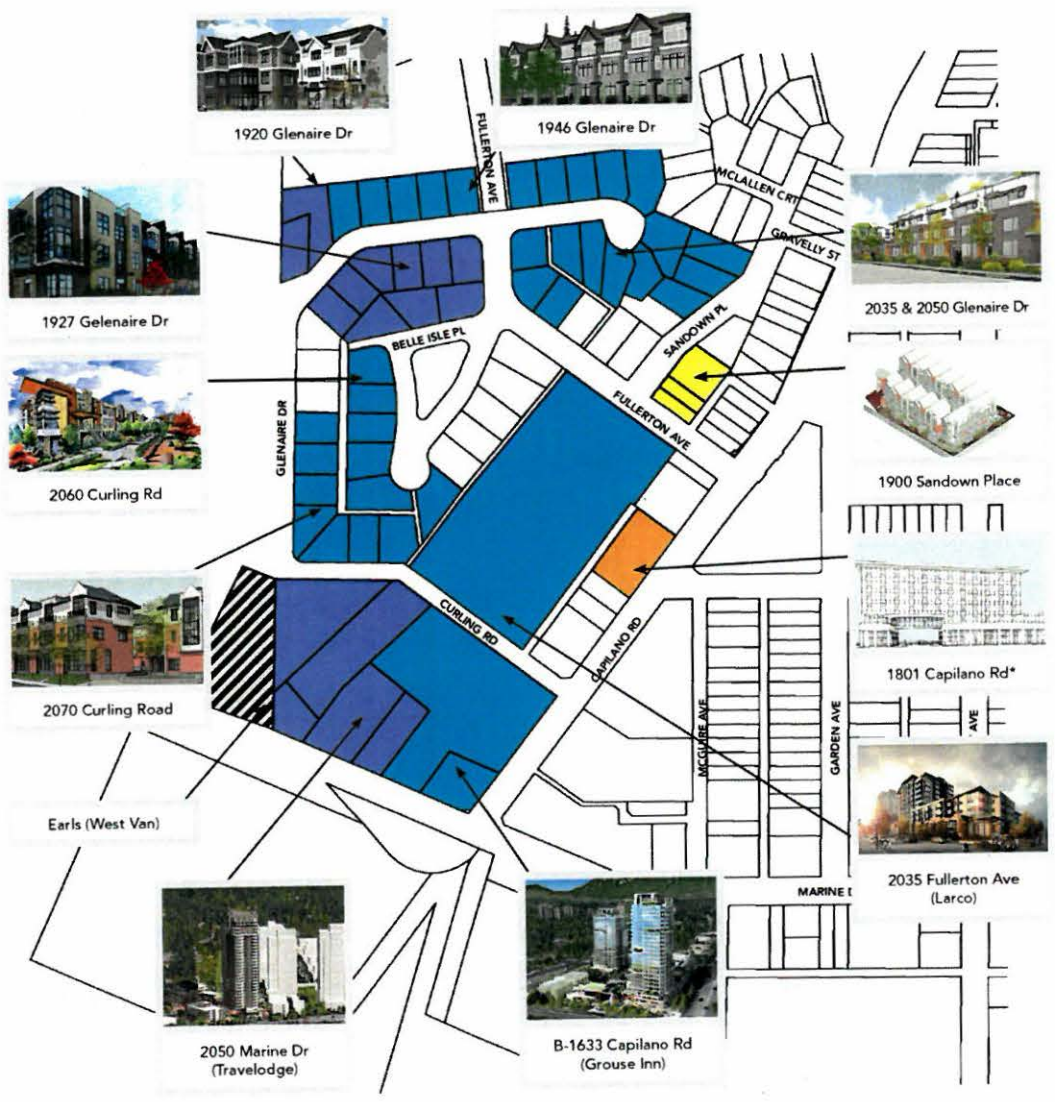 1920 Glenaire Dr
1946 Glenaire Dr
FULLERTON AVE
MCLALLEN CRT
GRAVELLY ST
1927 Gelenaire Dr
2035 & 2050 Glenaire Dr
BELLE ISLE PL
SANDOWN PL
FULLERTON AVE
GLENAIRE DR
2060 Curling Rd
1900 Sandown Place
CURLING RD
CAPILANO RD
1801 Capilano Rd*
2070 Curling Road
MCGUIRE AVE
GARDEN AVE
AVE
Earls (West Van)
2035 Fullerton Ave
(Larco)
MARINE D
2050 Marine Dr
(Travelodge)
B-1633 Capilano Rd
(Grouse Inn)